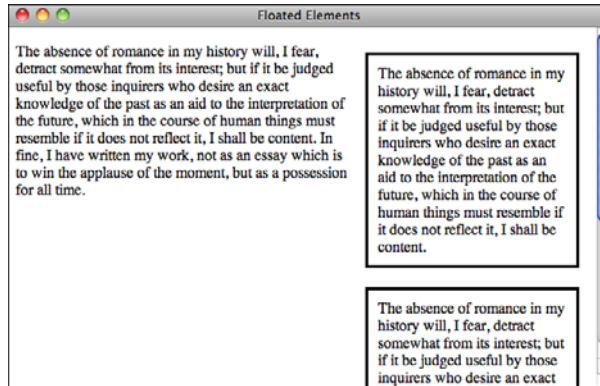 Floated Elements
The absence of romance in my history will, I fear,
detract somewhat from its interest; but if it be judged
useful by those inquirers who desire an exact
knowledge of the past as an aid to the interpretation of
the future, which in the course of human things must
resemble if it does not reflect it, I shall be content. In
fine, I have written my work, not as an essay which is
to win the applause of the moment, but as a possession
for all time.
The absence of romance in my
history will, I fear, detract
somewhat from its interest; but
if it be judged useful by those
inquirers who desire an exact
knowledge of the past as an
aid to the interpretation of the
future, which in the course of
human things must resemble if
it does not reflect it, I shall be
content.
The absence of romance in my
history will, I fear, detract
somewhat from its interest; but
if it be judged useful by those
inquirers who desire an exact